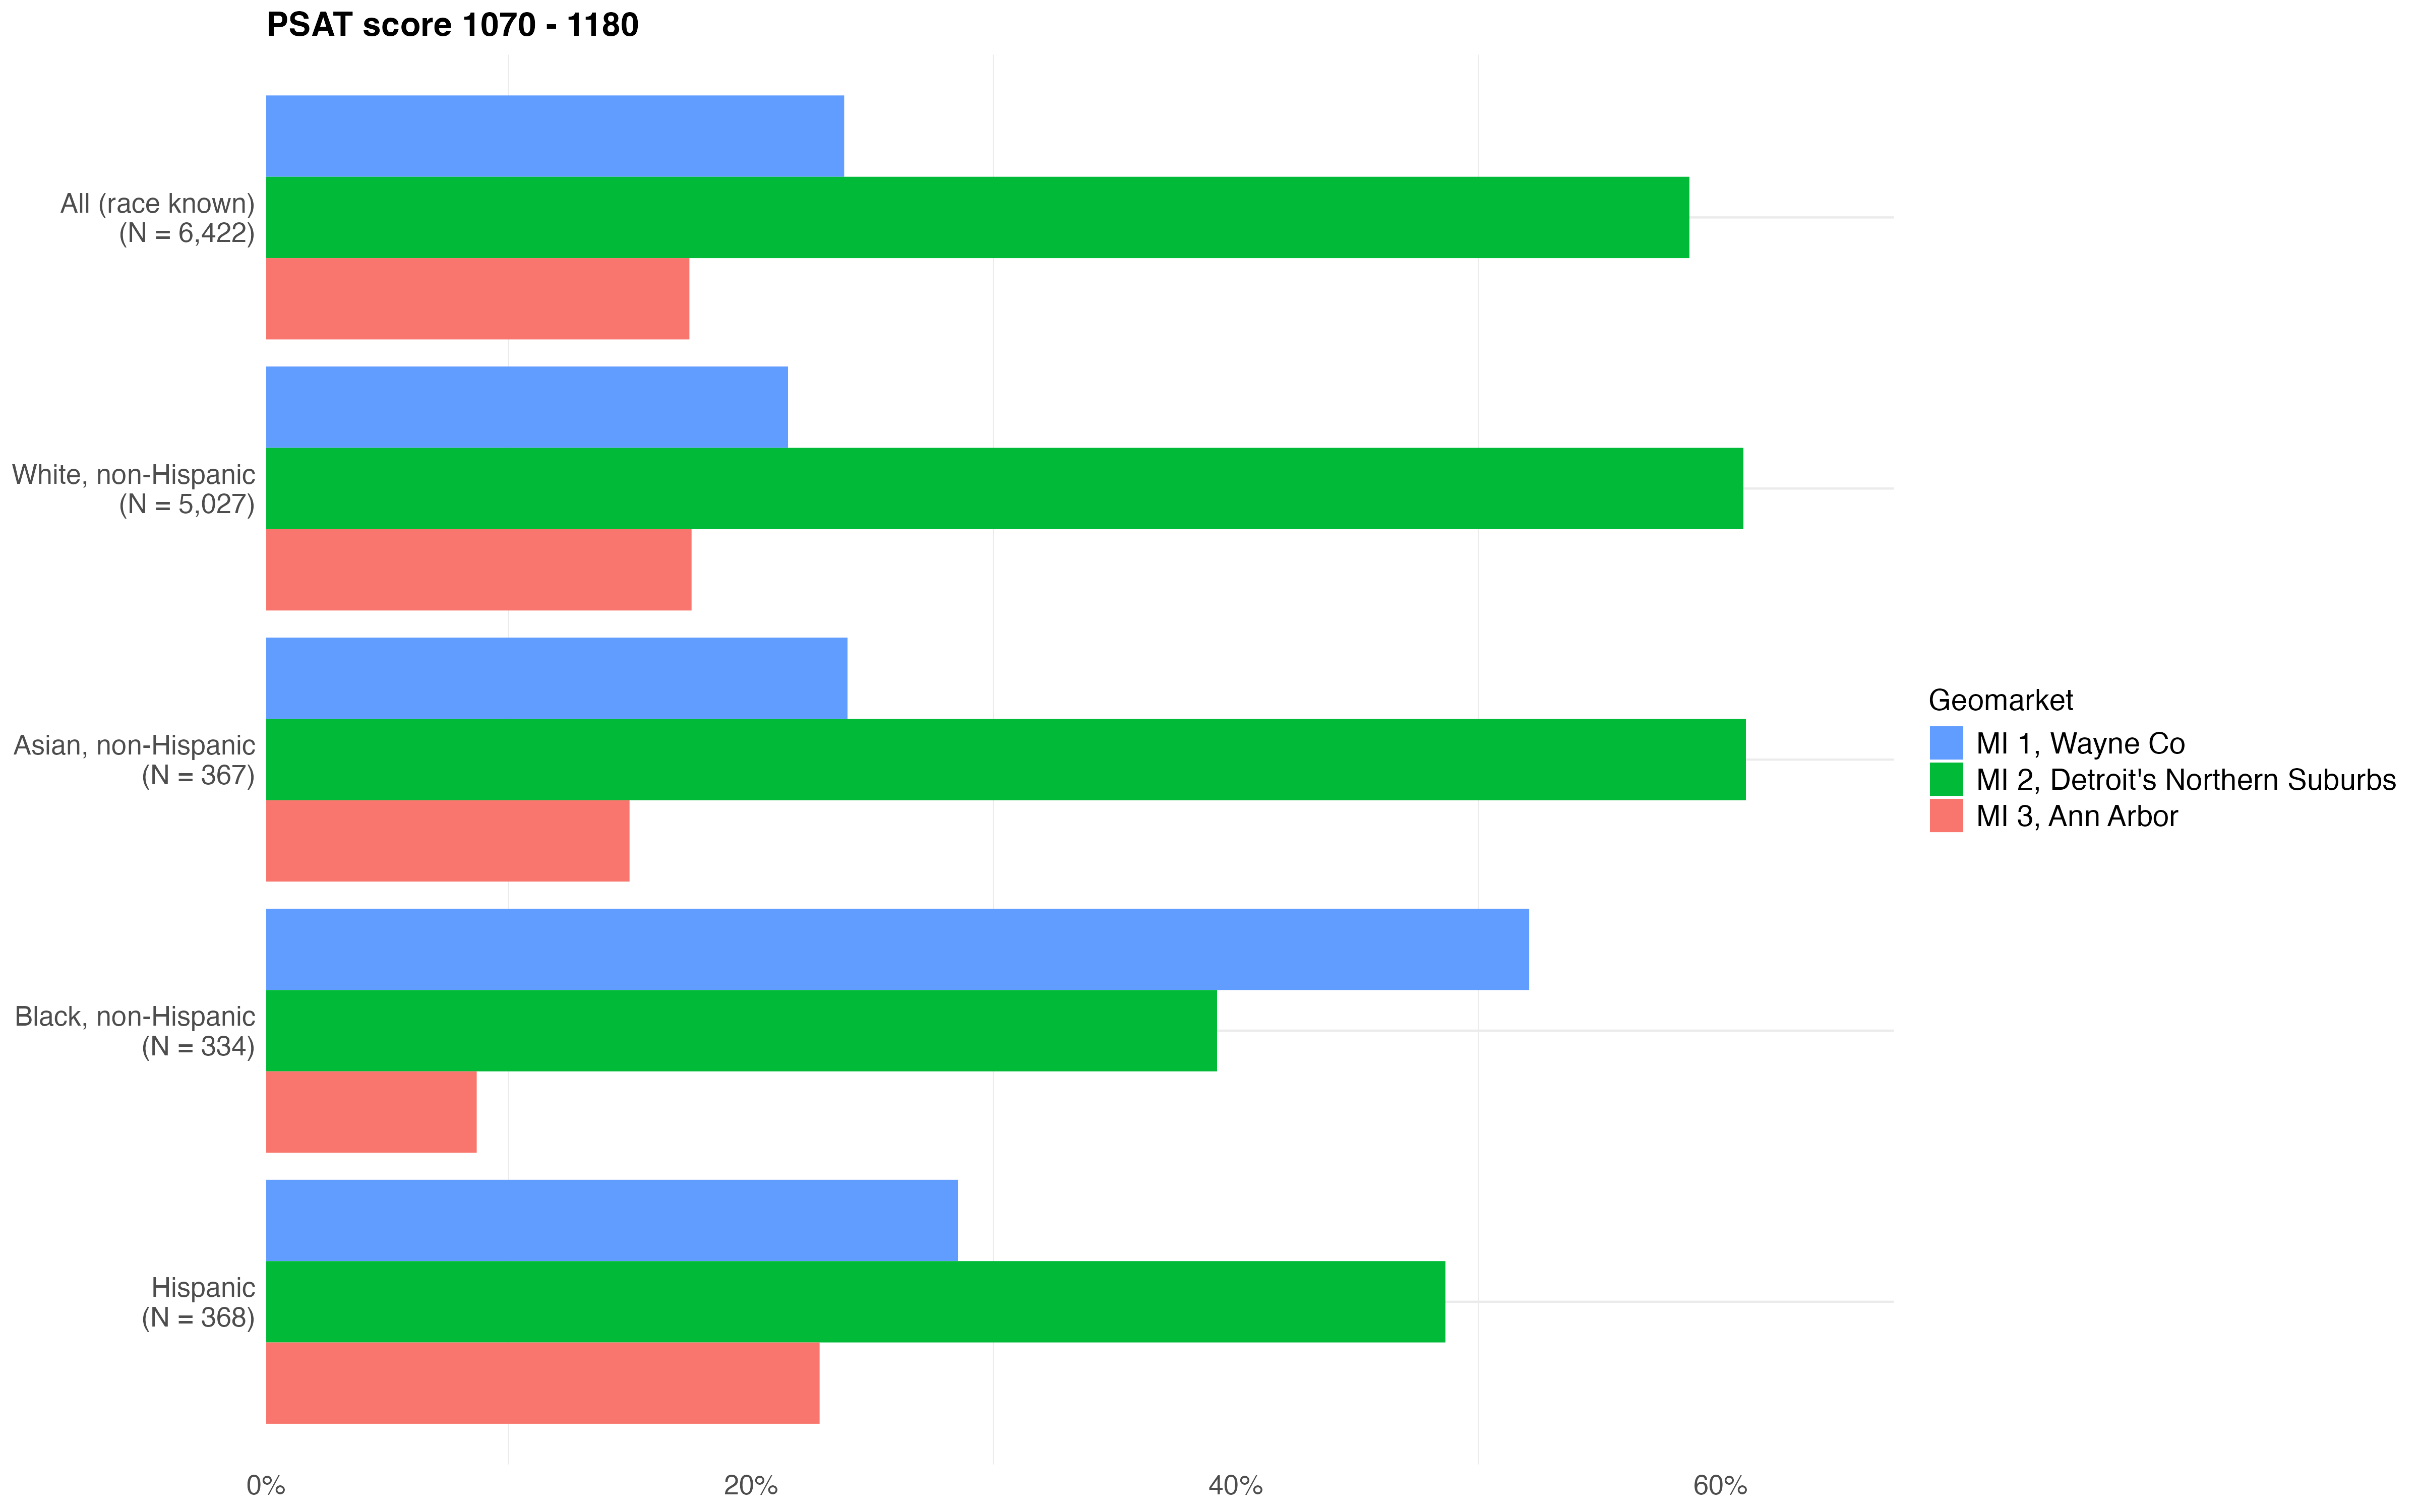 PSAT score 1070 - 1180
All (race known)
(N = 6,422)
White, non-Hispanic
(N = 5,027)
Asian, non-Hispanic
(N = 367)
Black, non-Hispanic
(N = 334)
Hispanic
(N = 368)
0%
20%
40%
60%
Geomarket
MI 1, Wayne Co
MI 2, Detroit's Northern Suburbs
MI 3, Ann Arbor